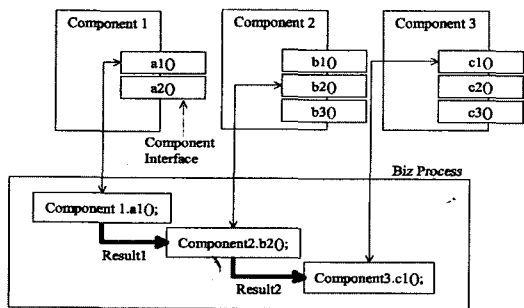 Component 1
Component 2
Component 3
a1()
a2()
b1()
b2()
b3()
c1()
c2()
c3()
Component
Interface
Biz Process
Component 1.a1();
Result1
Component2.b2();
Result2
Component3.c1();